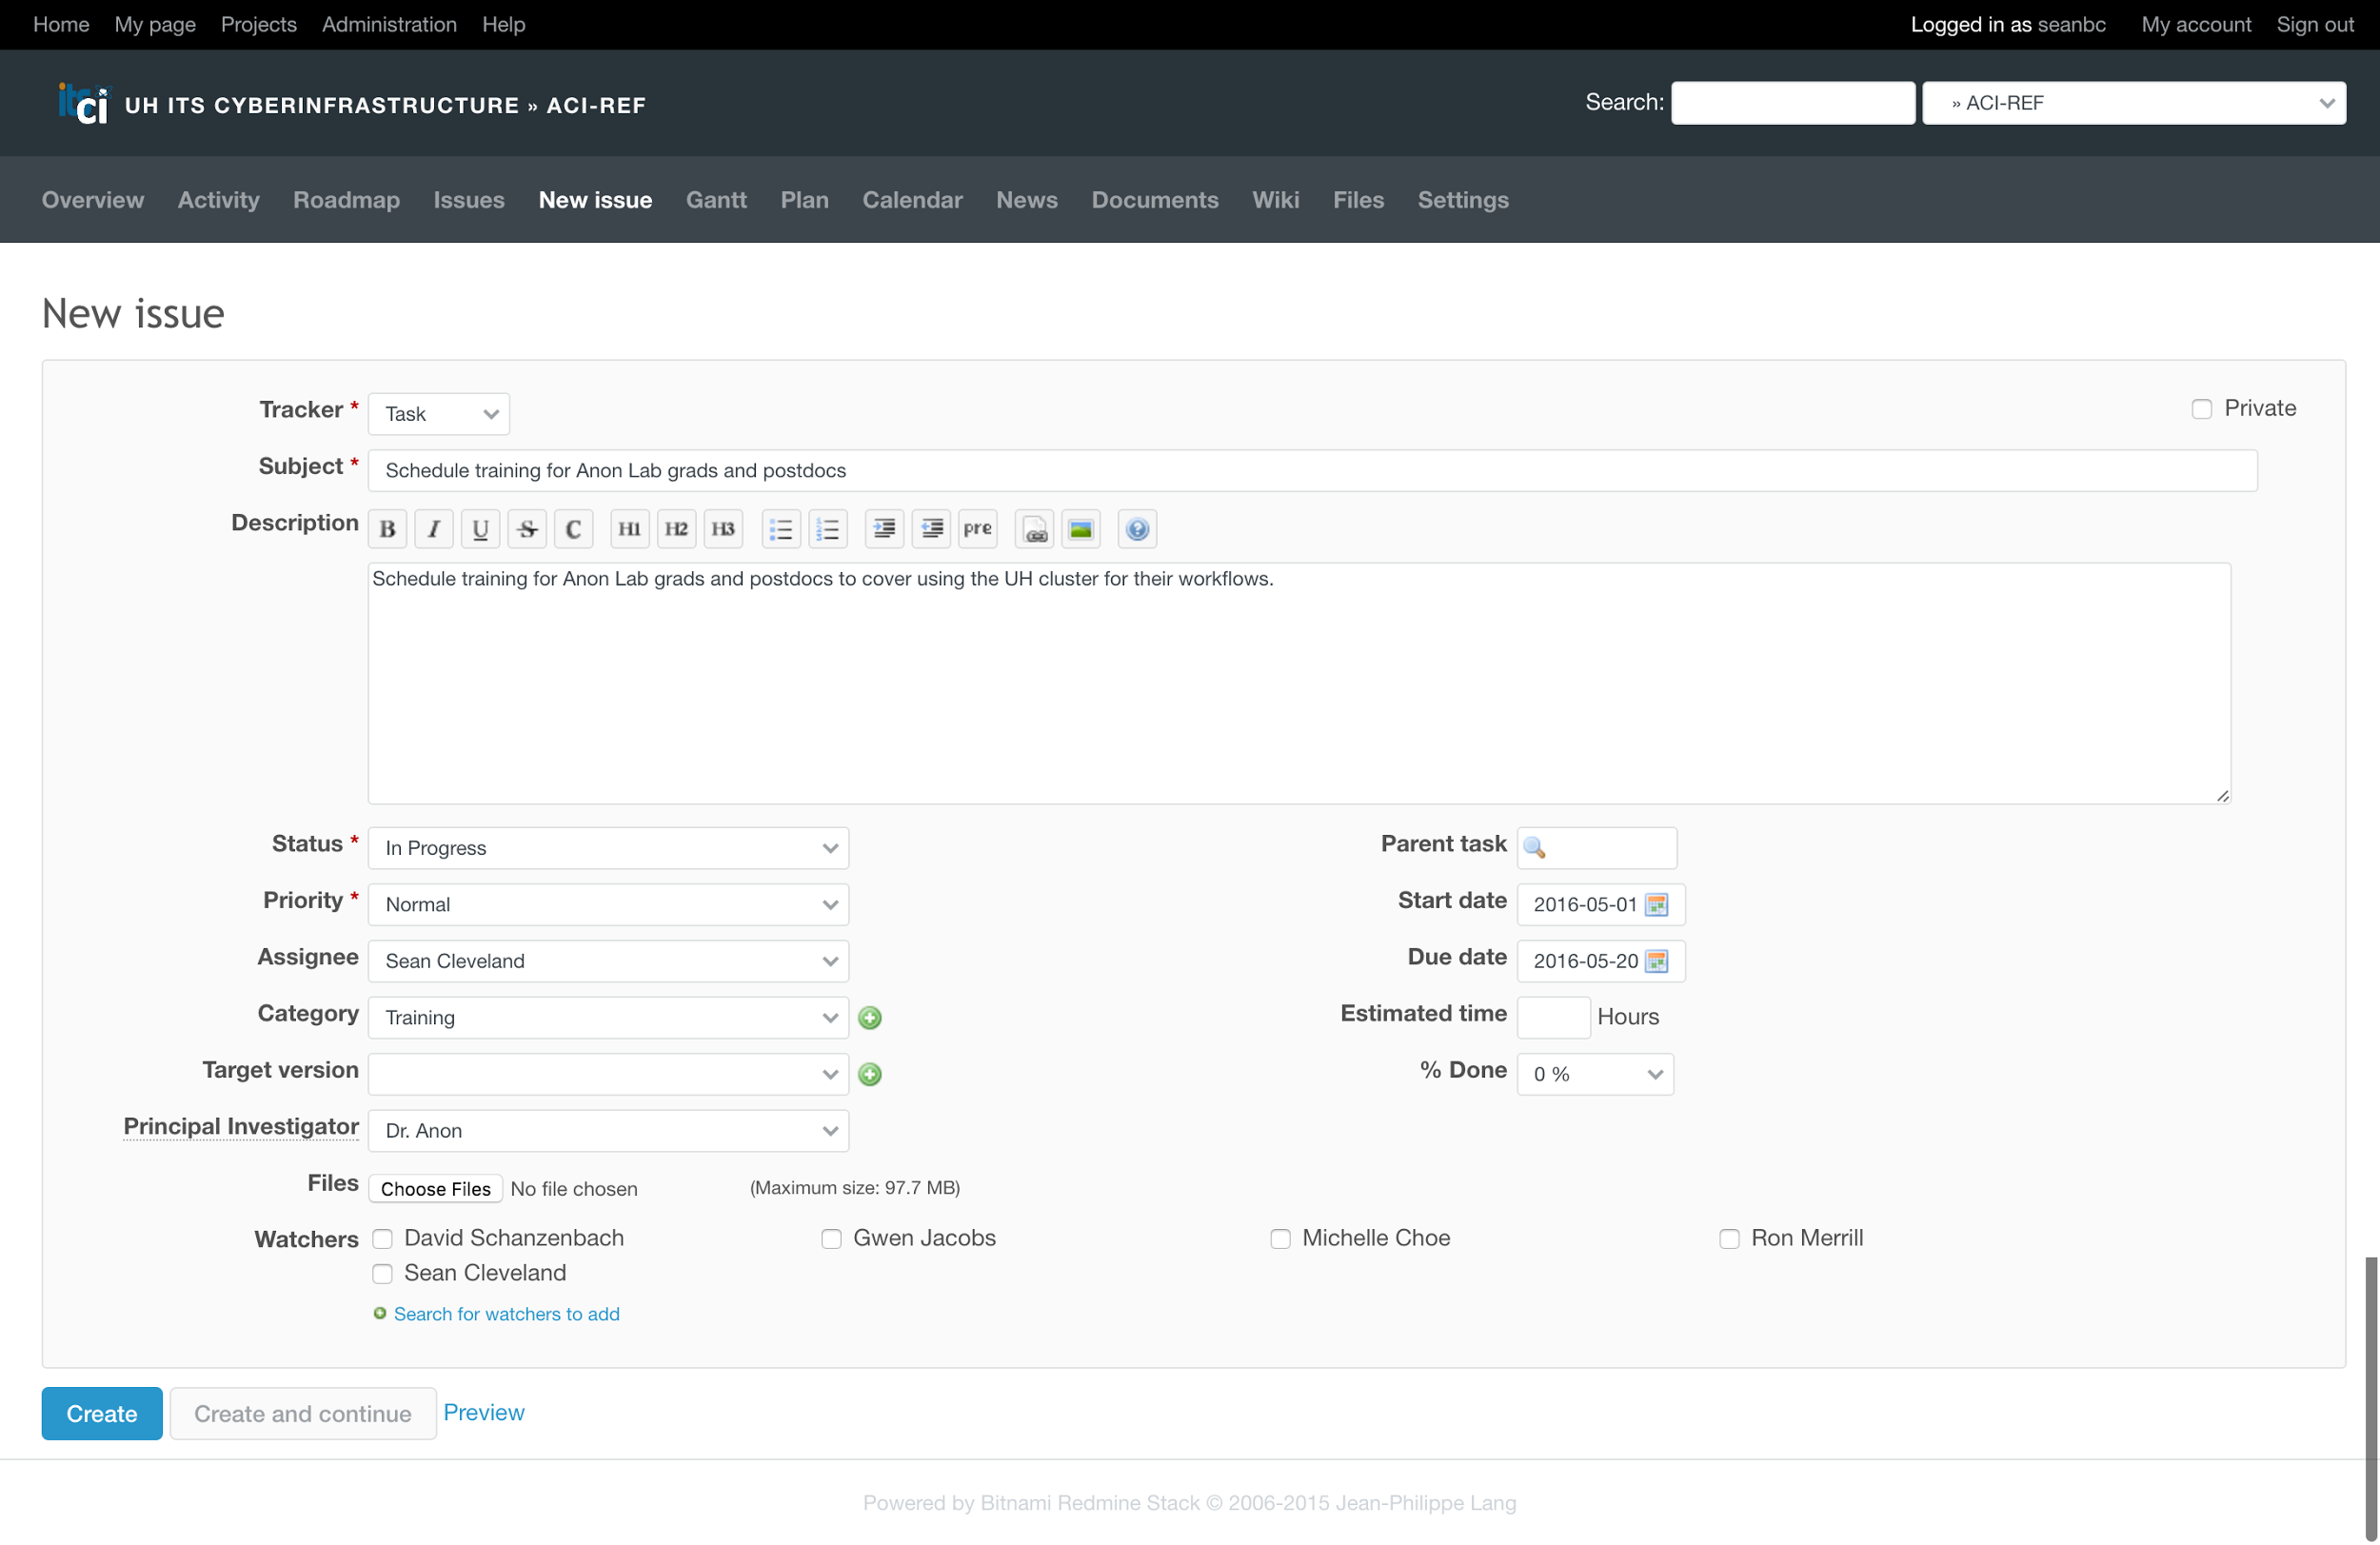 Home My page Projects Administration Help Logged in as seanbc My account Sign out
itci UH ITS CYBERINFRASTRUCTURE » ACI-REF Search: » ACI-REF
Overview Activity Roadmap Issues New issue Gantt Plan Calendar News Documents Wiki Files Settings
New issue
Tracker * Task Private
Subject * Schedule training for Anon Lab grads and postdocs
Description B I U S C H1 H2 H3 pre
Schedule training for Anon Lab grads and postdocs to cover using the UH cluster for their workflows.
Status * In Progress Parent task
Priority * Normal Start date 2016-05-01
Assignee Sean Cleveland Due date 2016-05-20
Category Training Estimated time Hours
Target version % Done 0 %
Principal Investigator Dr. Anon
Files Choose Files No file chosen (Maximum size: 97.7 MB)
Watchers David Schanzenbach Gwen Jacobs Michelle Choe Ron Merrill
Sean Cleveland
Search for watchers to add
Create Create and continue Preview
Powered by Bitnami Redmine Stack © 2006-2015 Jean-Philippe Lang